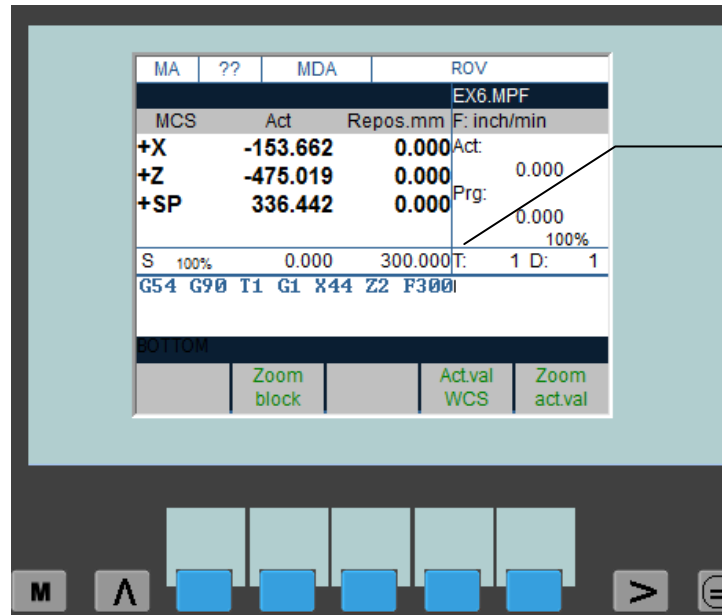 MA ?? MDA ROV
EX6.MPF
MCS Act Repos.mm F: inch/min
+X -153.662 0.000 Act:
0.000
+Z -475.019 0.000
Prg:
+SP 336.442 0.000
0.000
100%
S 100% 0.000 300.000 T: 1 D: 1
G54 G90 T1 G1 X44 Z2 F300
BOTTOM
Zoom block Act.val WCS Zoom act.val
M Λ >